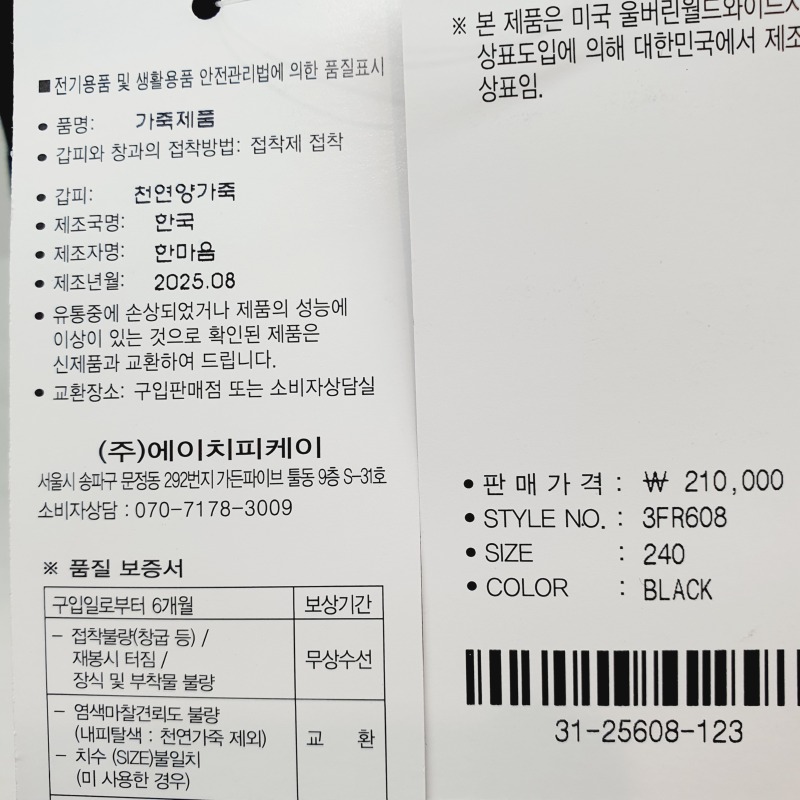 ■ 전기용품 및 생활용품 안전관리법에 의한 품질표시
● 품명: 가죽제품
● 갑피와 창과의 접착방법: 접착제 접착
● 갑피: 천연양가죽
● 제조국명: 한국
● 제조자명: 한마음
● 제조년월: 2025.08
● 유통중에 손상되었거나 제품의 성능에
이상이 있는 것으로 확인된 제품은
신제품과 교환하여 드립니다.
● 교환장소: 구입판매점 또는 소비자상담실
(주)에이치피케이
서울시 송파구 문정동 292번지 가든파이브 툴동 9층 S-31호
소비자상담 : 070-7178-3009
※ 품질 보증서
구입일로부터 6개월 보상기간
- 접착불량(창굽 등) /
재봉시 터짐 /
장식 및 부착물 불량
무상수선
- 염색마찰견뢰도 불량
(내피탈색 : 천연가죽 제외)
- 치수 (SIZE)불일치
(미 사용한 경우)
교 환
※ 본 제품은 미국 울버린월드와이드사
상표도입에 의해 대한민국에서 제조
상표임.
● 판매가격 : ₩ 210,000
● STYLE NO. : 3FR608
● SIZE : 240
● COLOR : BLACK
31-25608-123